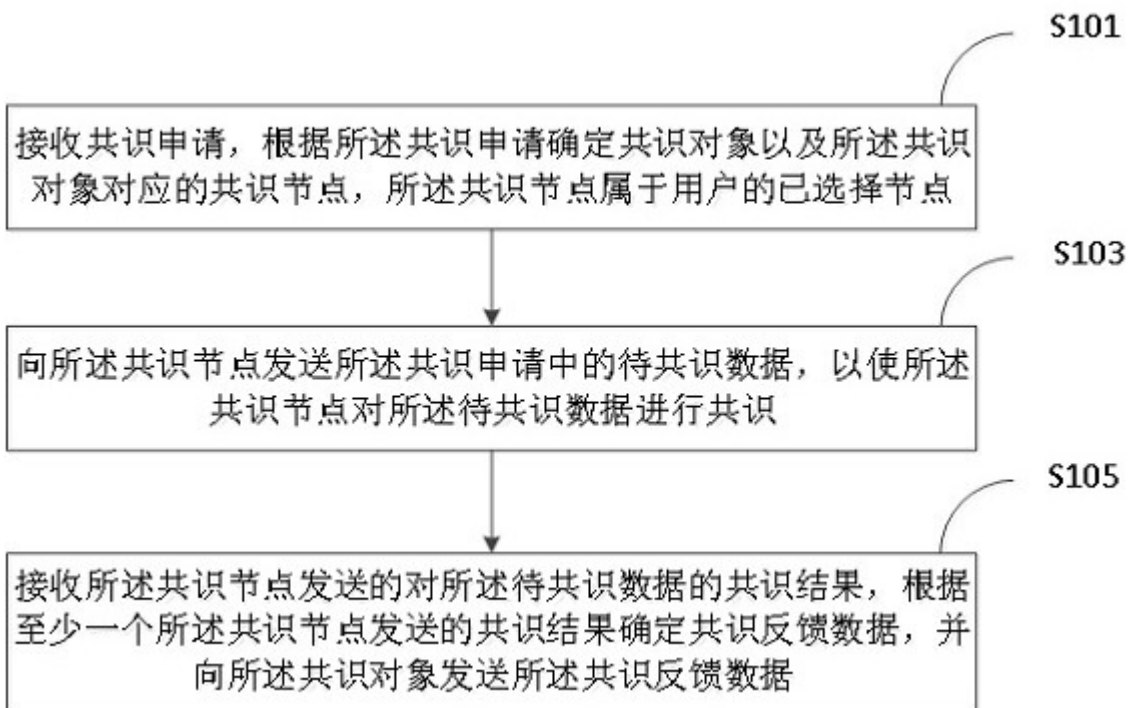 S101
接收共识申请，根据所述共识申请确定共识对象以及所述共识
对象对应的共识节点，所述共识节点属于用户的已选择节点
S103
向所述共识节点发送所述共识申请中的待共识数据，以使所述
共识节点对所述待共识数据进行共识
S105
接收所述共识节点发送的对所述待共识数据的共识结果，根据
至少一个所述共识节点发送的共识结果确定共识反馈数据，并
向所述共识对象发送所述共识反馈数据